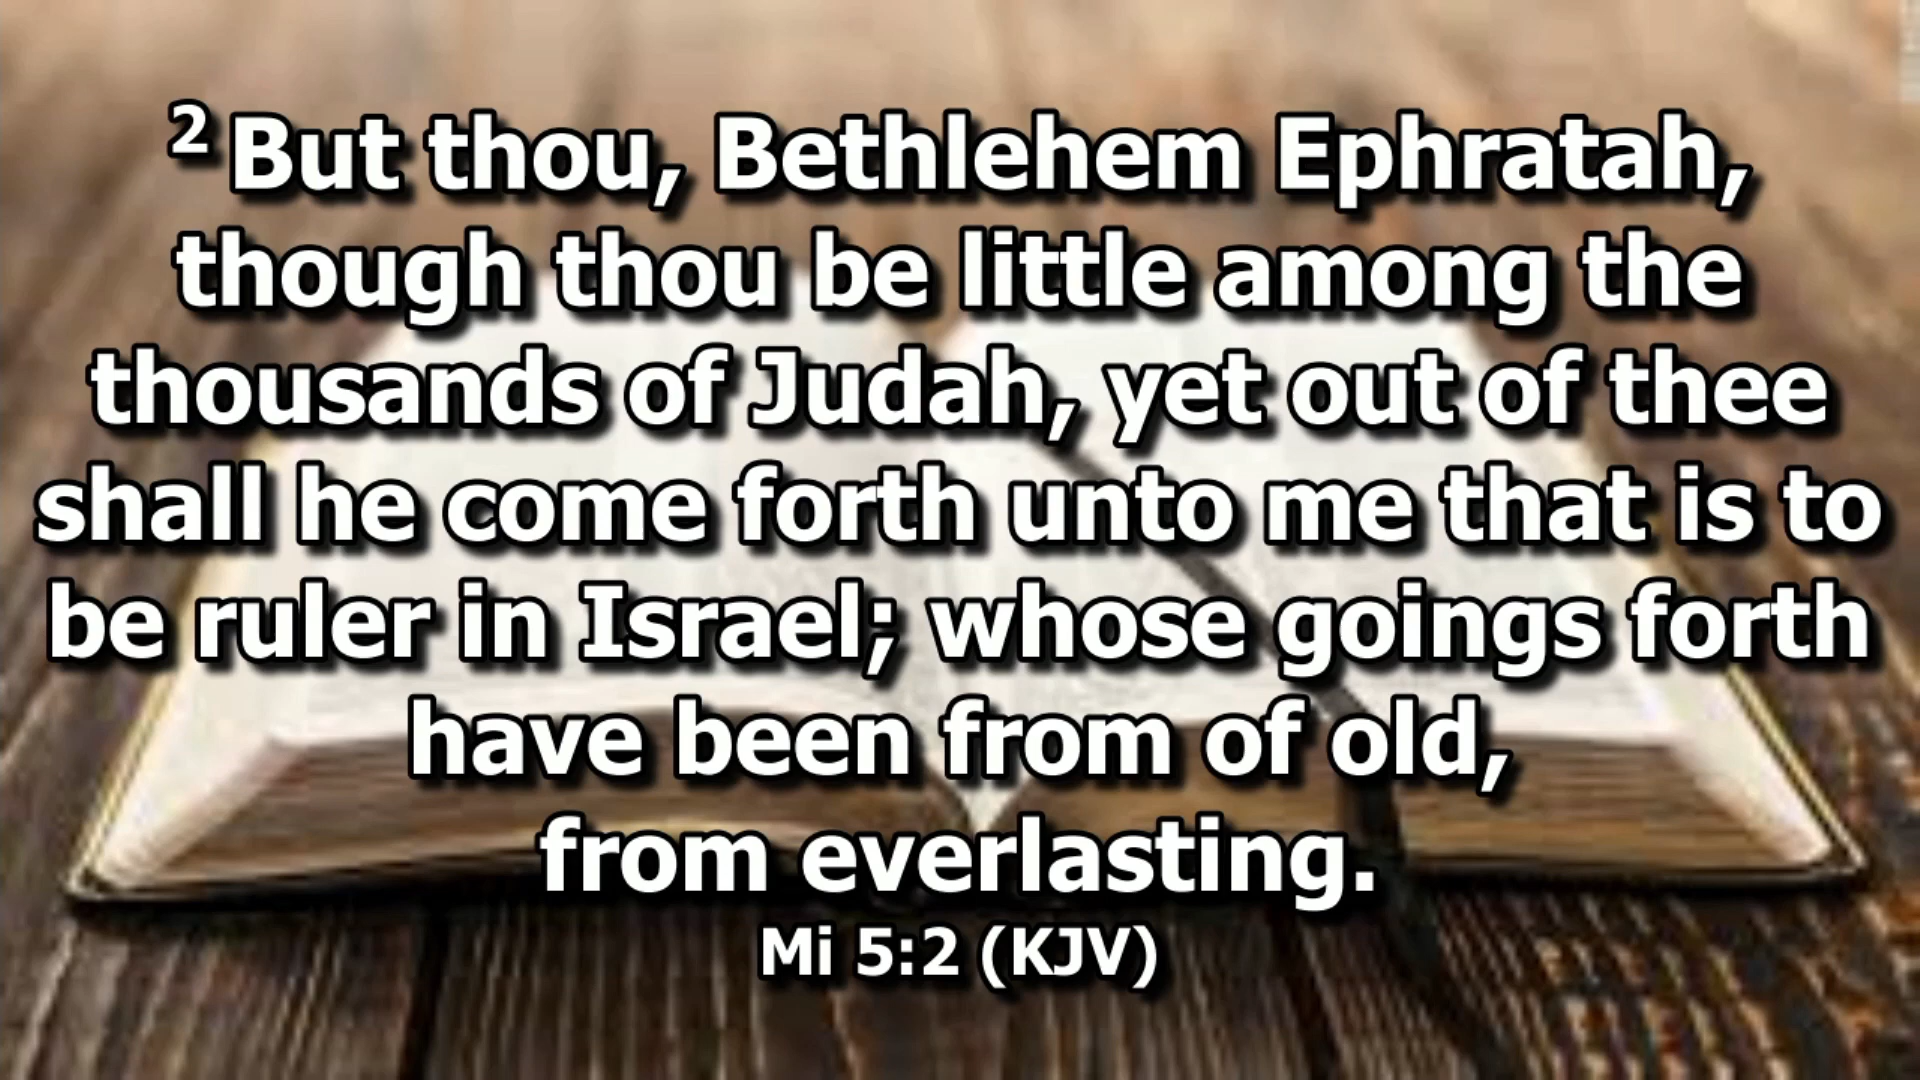 2 But thou, Bethlehem Ephratah,
though thou be little among the
thousands of Judah, yet out of thee
shall he come forth unto me that is to
be ruler in Israel; whose goings forth
have been from of old,
from everlasting.
Mi 5:2 (KJV)